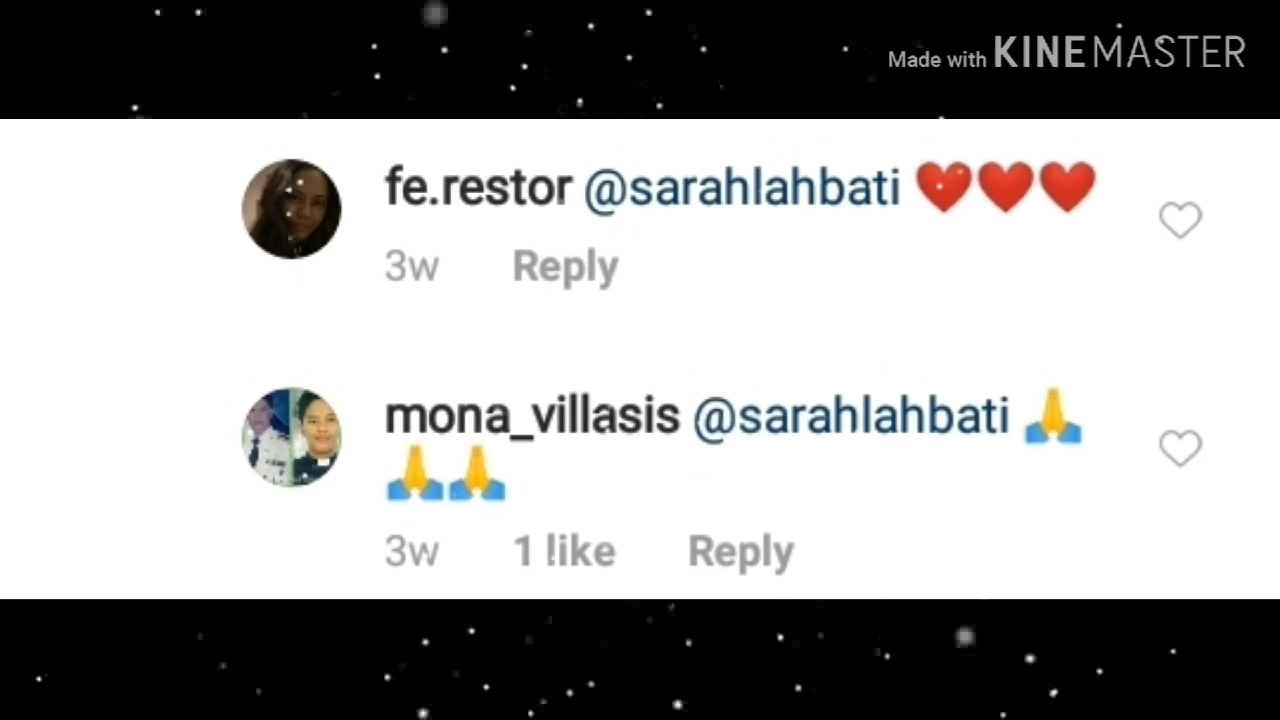 Made with KINEMASTER
fe.restor @sarahlahbati ❤️❤️❤️
3w Reply
mona_villasis @sarahlahbati 🙏
🙏🙏
3w 1 like Reply